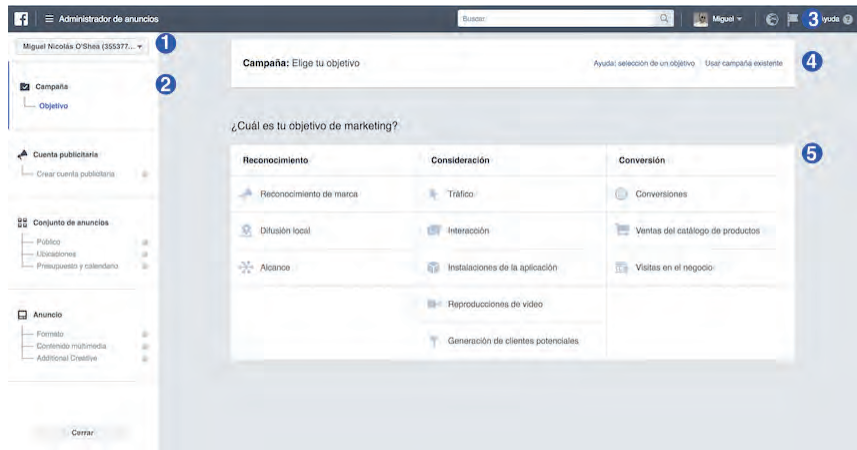 f Administrador de anuncios Buscar Miguel 3 Ayuda
Miguel Nicolás O'Shea (355377... 1
Campaña 2
Objetivo
Cuenta publicitaria
Crear cuenta publicitaria
Conjunto de anuncios
Público
Ubicaciones
Presupuesto y calendario
Anuncio
Formato
Contenido multimedia
Additional Creative
Cerrar
Campaña: Elige tu objetivo Ayuda: selección de un objetivo Usar campaña existente 4
¿Cuál es tu objetivo de marketing?
Reconocimiento Consideración Conversión 5
Reconocimiento de marca Tráfico Conversiones
Difusión local Interacción Ventas del catálogo de productos
Alcance Instalaciones de la aplicación Visitas en el negocio
Reproducciones de vídeo
Generación de clientes potenciales